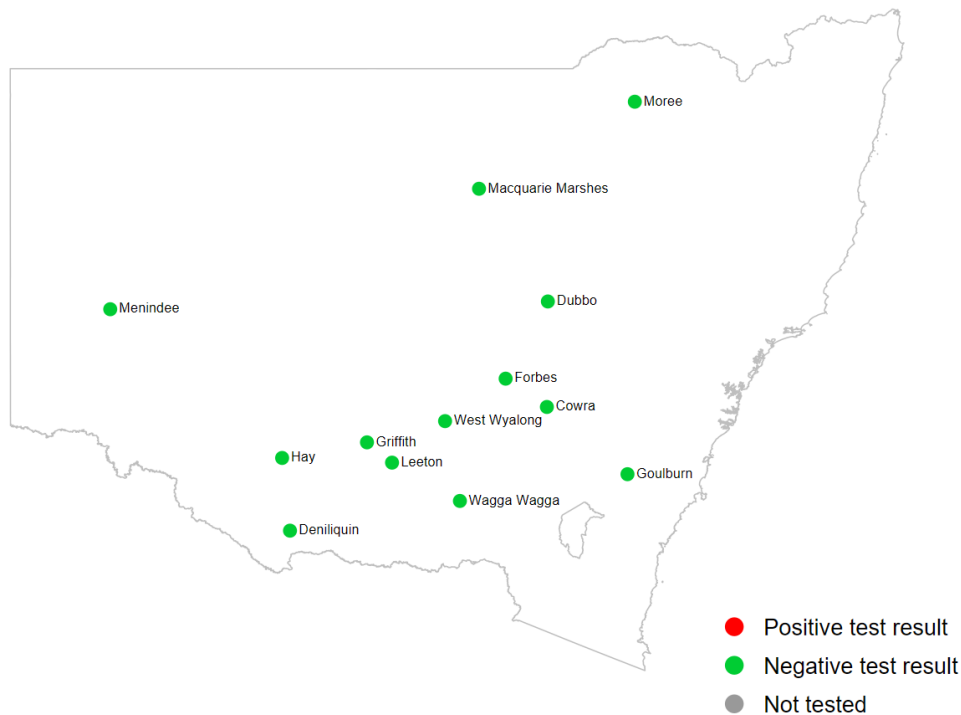 Moree
Macquarie Marshes
Dubbo
Menindee
Forbes
Cowra
West Wyalong
Griffith
Hay
Leeton
Goulburn
Wagga Wagga
Deniliquin
Positive test result
Negative test result
Not tested